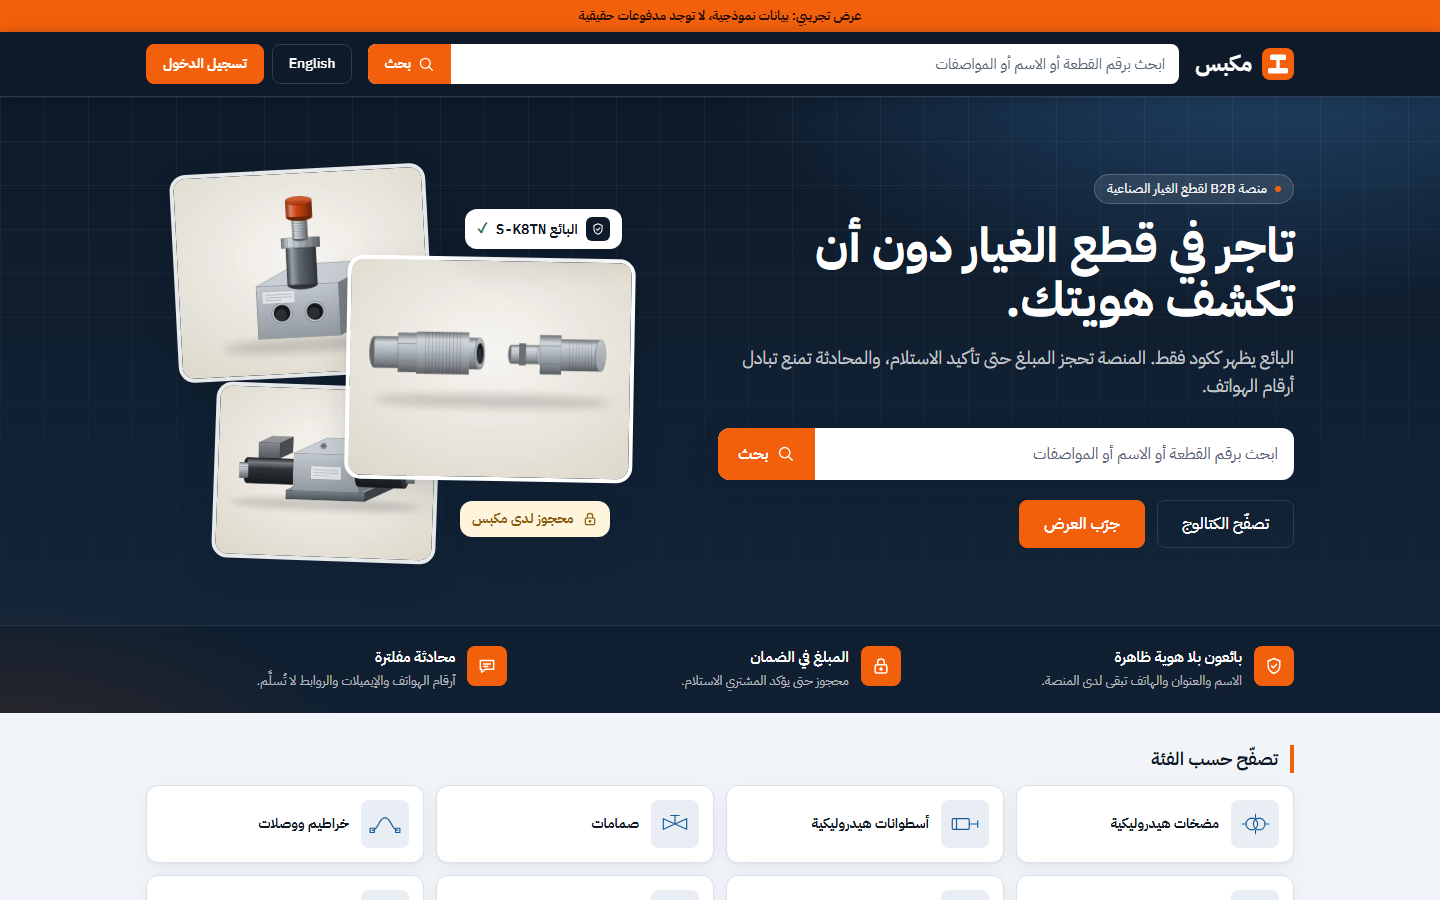 عرض تجريبي: بيانات نموذجية، لا توجد مدفوعات حقيقية
مكبس
ابحث برقم القطعة أو الاسم أو المواصفات
بحث
English
تسجيل الدخول
منصة B2B لقطع الغيار الصناعية
تاجر في قطع الغيار دون أن
تكشف هويتك.
البائع يظهر ككود فقط. المنصة تحجز المبلغ حتى تأكيد الاستلام، والمحادثة تمنع تبادل
أرقام الهواتف.
ابحث برقم القطعة أو الاسم أو المواصفات
بحث
تصفّح الكتالوج
جرّب العرض
البائع S-K8TN ✓
محجوز لدى مكبس
بائعون بلا هوية ظاهرة
الاسم والعنوان والهاتف تبقى لدى المنصة.
المبلغ في الضمان
محجوز حتى يؤكد المشتري الاستلام.
محادثة مفلترة
أرقام الهواتف والإيميلات والروابط لا تُسلَّم.
تصفّح حسب الفئة
مضخات هيدروليكية
أسطوانات هيدروليكية
صمامات
خراطيم ووصلات